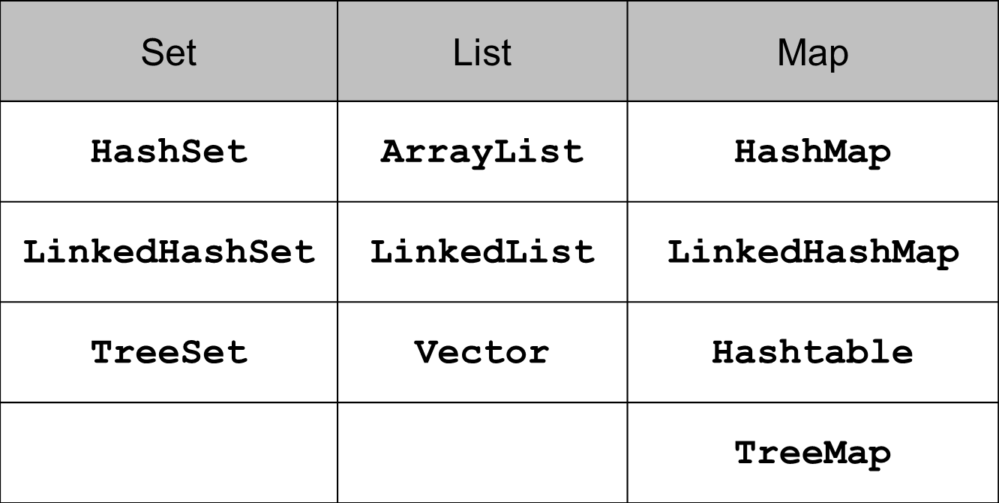 Set List Map
HashSet ArrayList HashMap
LinkedHashSet LinkedList LinkedHashMap
TreeSet Vector Hashtable
TreeMap